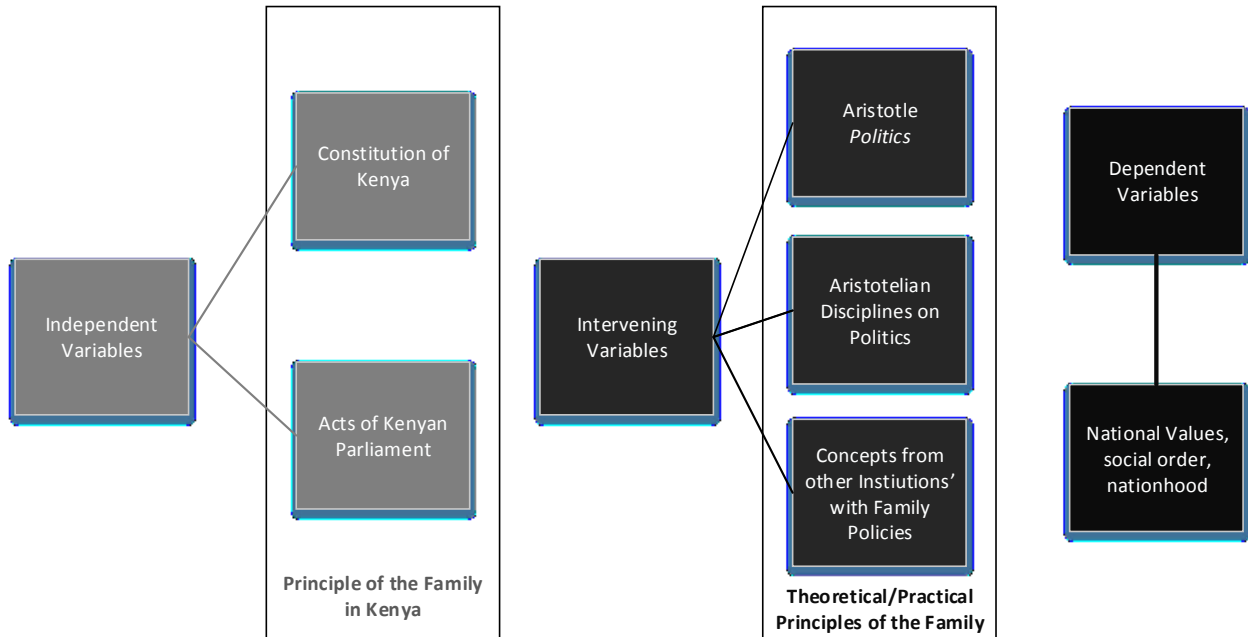 Independent
Variables
Constitution of
Kenya
Acts of Kenyan
Parliament
Principle of the Family
in Kenya
Intervening
Variables
Aristotle
Politics
Aristotelian
Disciplines on
Politics
Concepts from
other Instiutions’
with Family
Policies
Theoretical/Practical
Principles of the Family
Dependent
Variables
National Values,
social order,
nationhood